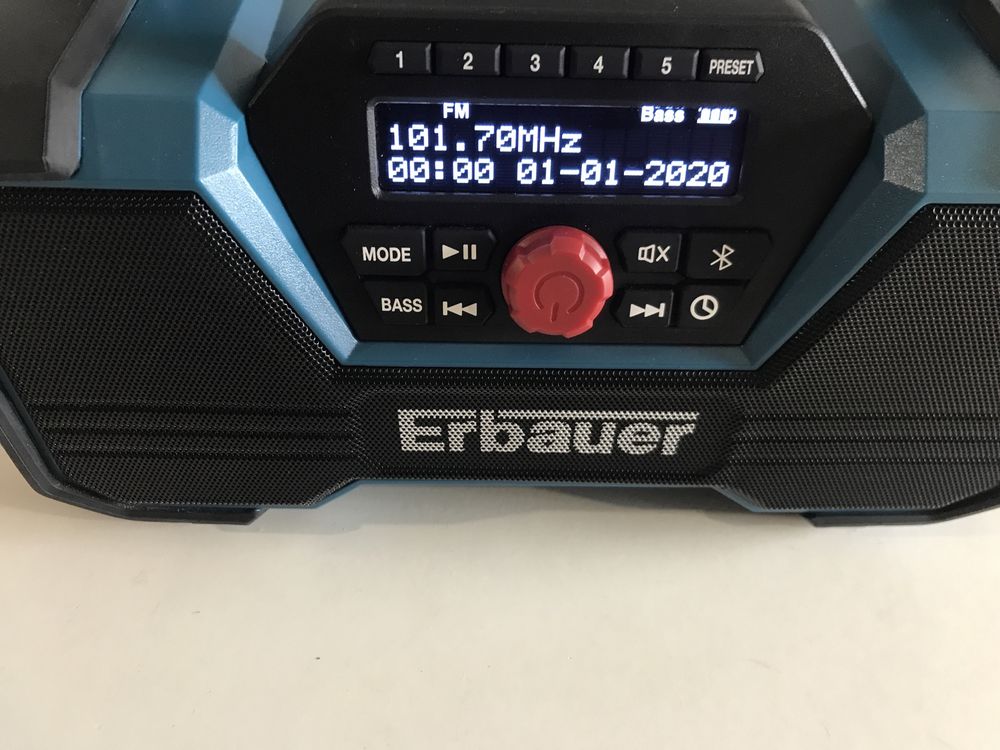 1 2 3 4 5 PRESET
FM Bass
101.70MHz
00:00 01-01-2020
MODE
BASS
Erbauer